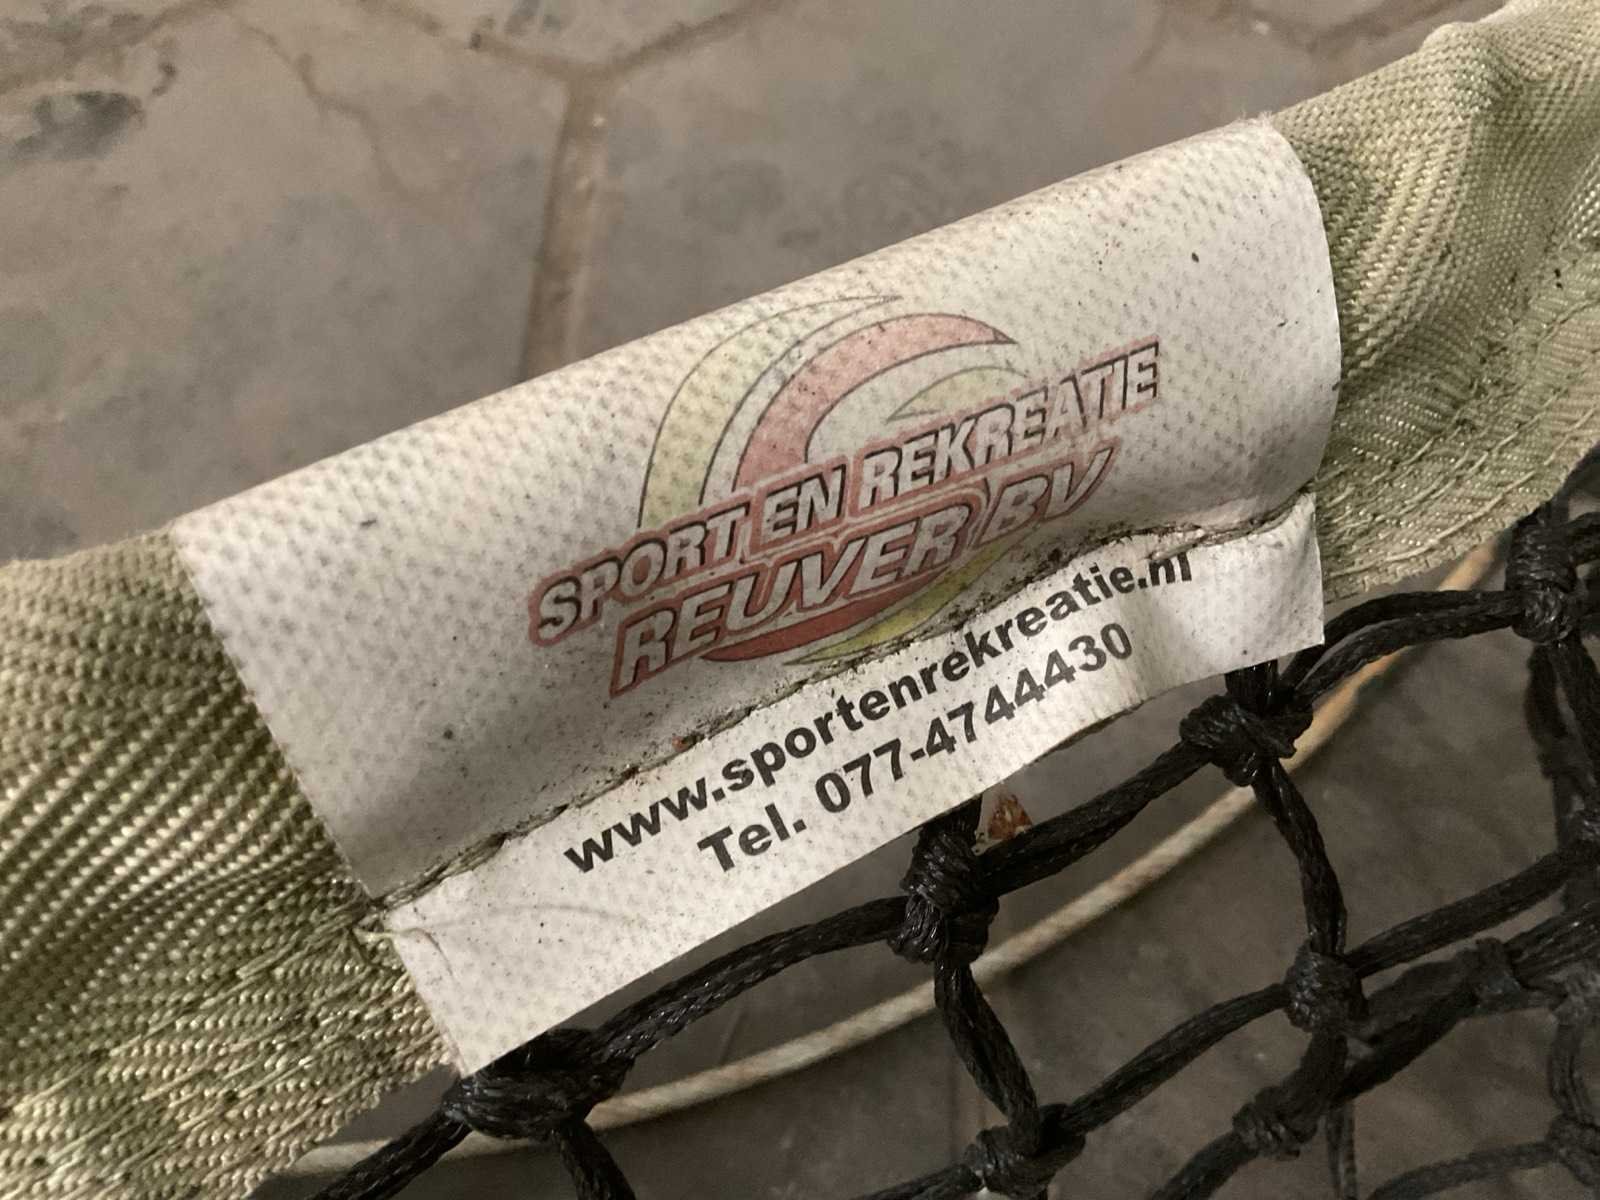 SPORT EN REKREATIE
REUVER BV
www.sportenrekreatie.nl
Tel. 077-4744430